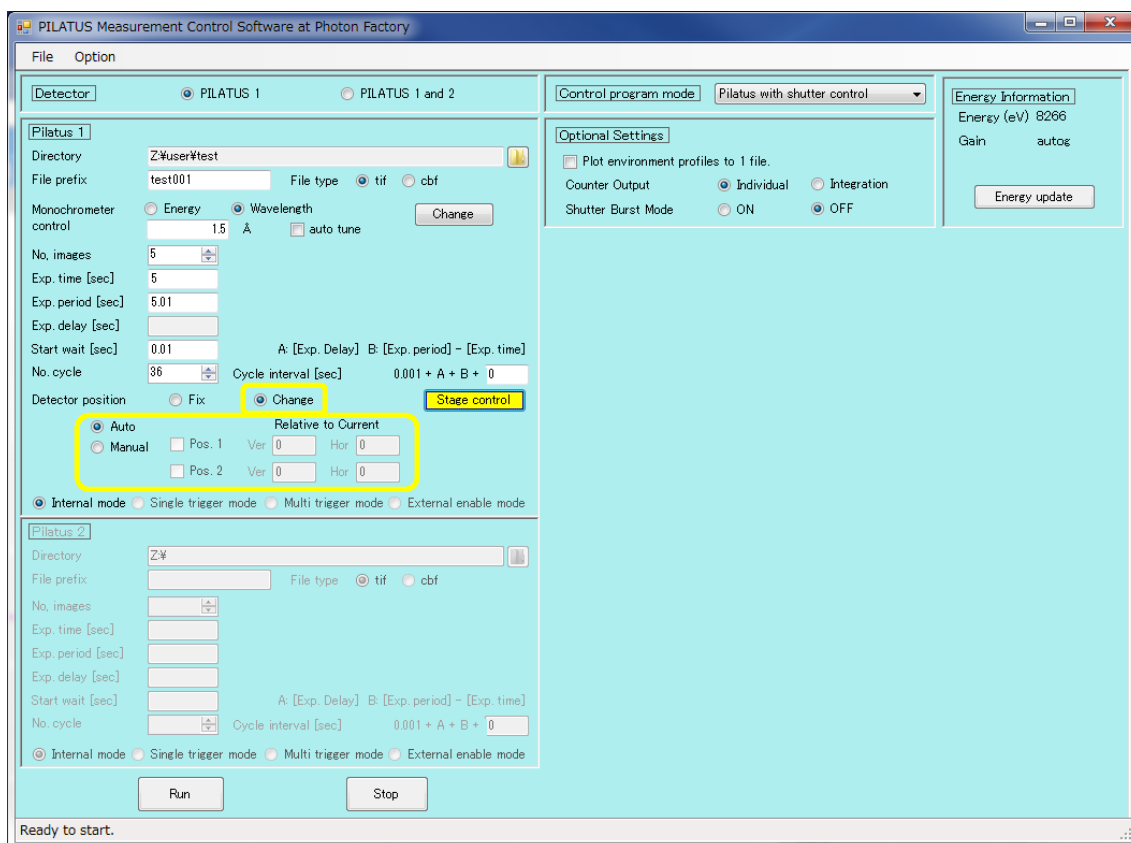 PILATUS Measurement Control Software at Photon Factory
File Option
Detector PILATUS 1 PILATUS 1 and 2
Control program mode Pilatus with shutter control
Energy Information
Energy (eV) 8266
Gain autog
Energy update
Pilatus 1
Directory Z:¥user¥test
File prefix test001 File type tif cbf
Monochrometer control Energy Wavelength
1.5 Å auto tune Change
No, images 5
Exp. time [sec] 5
Exp. period [sec] 5.01
Exp. delay [sec]
Start wait [sec] 0.01 A: [Exp. Delay] B: [Exp. period] - [Exp. time]
No. cycle 36 Cycle interval [sec] 0.001 + A + B + 0
Detector position Fix Change Stage control
Auto Relative to Current
Manual Pos. 1 Ver 0 Hor 0
Pos. 2 Ver 0 Hor 0
Internal mode Single trigger mode Multi trigger mode External enable mode
Optional Settings
Plot environment profiles to 1 file.
Counter Output Individual Integration
Shutter Burst Mode ON OFF
Pilatus 2
Directory Z:¥
File prefix File type tif cbf
No, images
Exp. time [sec]
Exp. period [sec]
Exp. delay [sec]
Start wait [sec] A: [Exp. Delay] B: [Exp. period] - [Exp. time]
No. cycle Cycle interval [sec] 0.001 + A + B + 0
Internal mode Single trigger mode Multi trigger mode External enable mode
Run Stop
Ready to start.